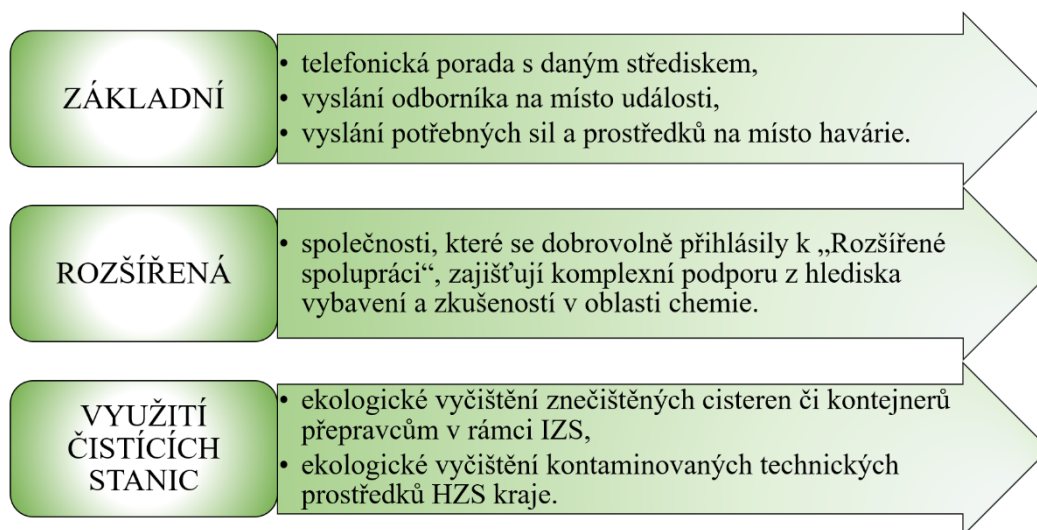 ZÁKLADNÍ
• telefonická porada s daným střediskem,
• vyslání odborníka na místo události,
• vyslání potřebných sil a prostředků na místo havárie.
ROZŠÍŘENÁ
• společnosti, které se dobrovolně přihlásily k „Rozšířené
spolupráci“, zajišťují komplexní podporu z hlediska
vybavení a zkušeností v oblasti chemie.
VYUŽITÍ
ČISTÍCÍCH
STANIC
• ekologické vyčištění znečištěných cisteren či kontejnerů
přepravcům v rámci IZS,
• ekologické vyčištění kontaminovaných technických
prostředků HZS kraje.